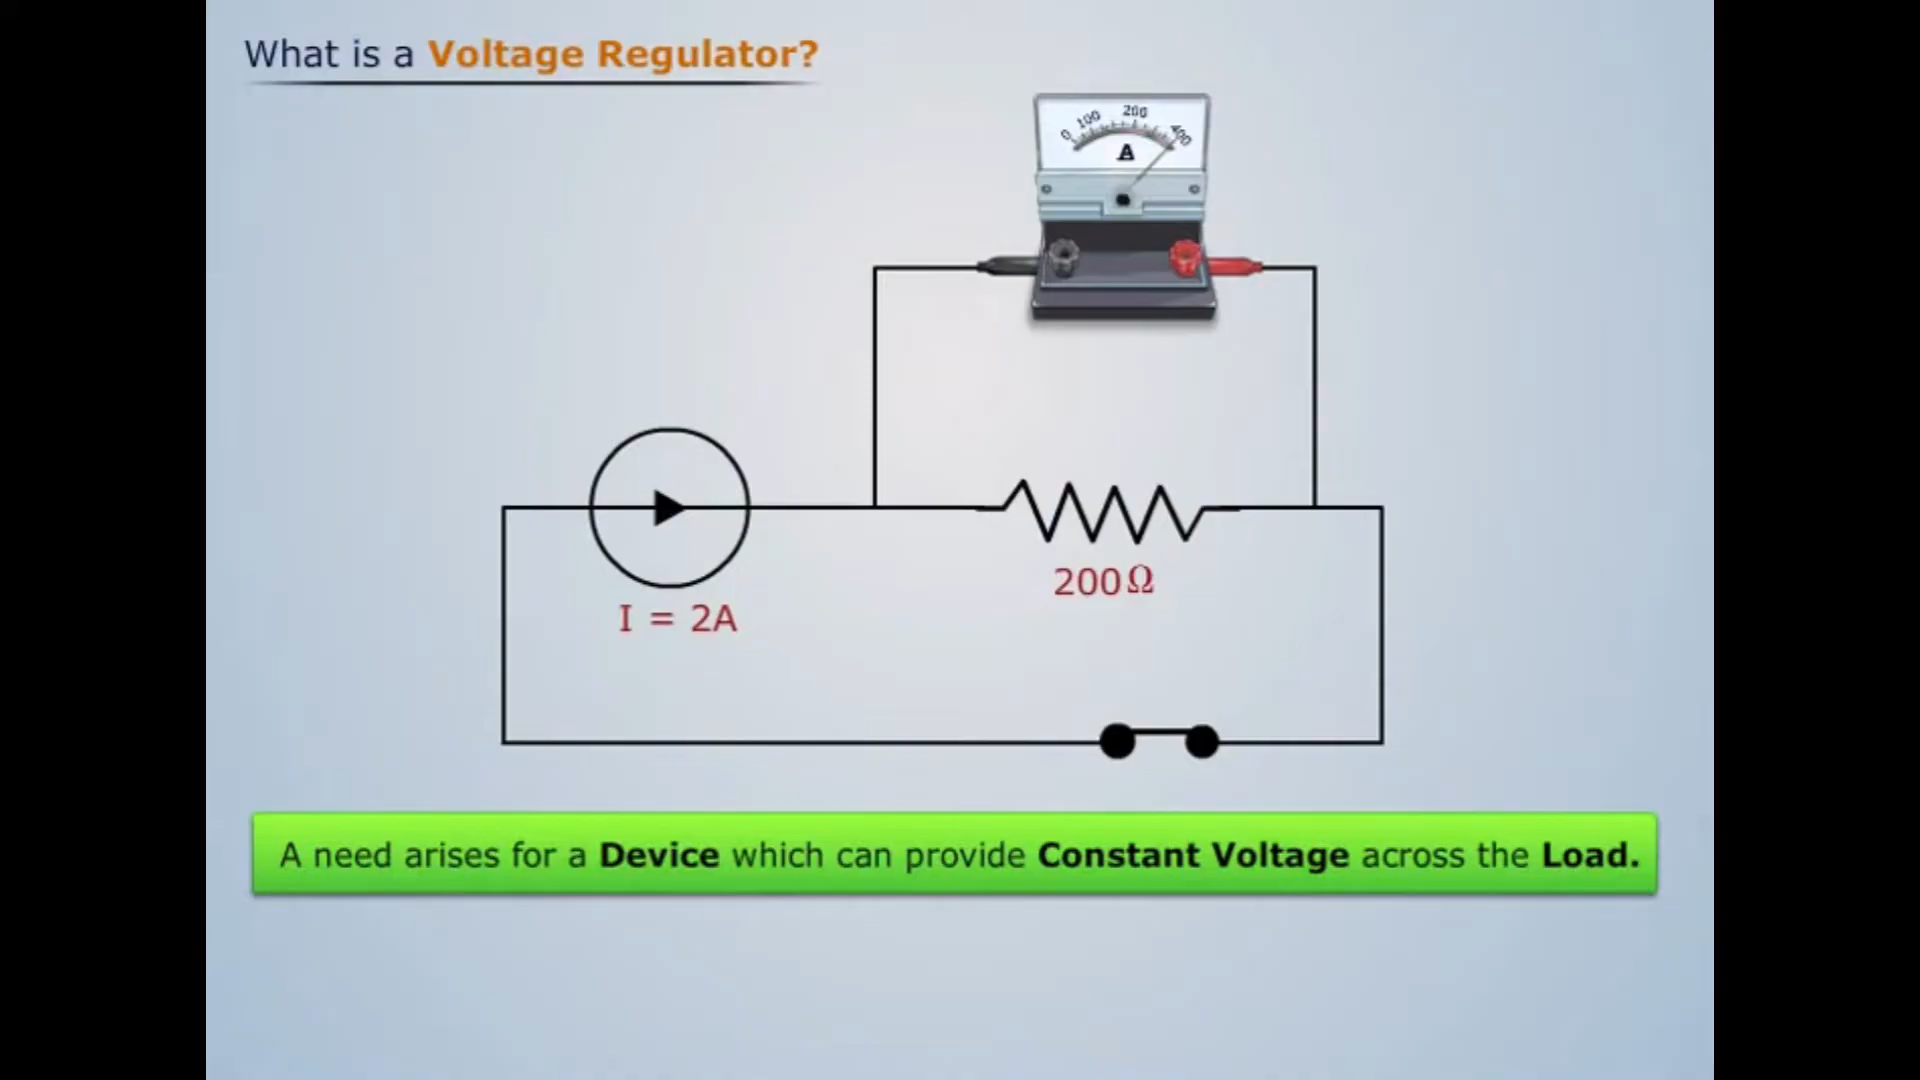 What is a Voltage Regulator?
0 100 200 400
A
200Ω
I = 2A
A need arises for a Device which can provide Constant Voltage across the Load.